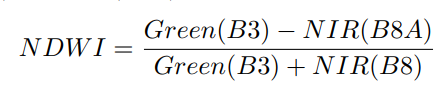 NDWI = Green(B3) − NIR(B8A)
Green(B3) + NIR(B8)